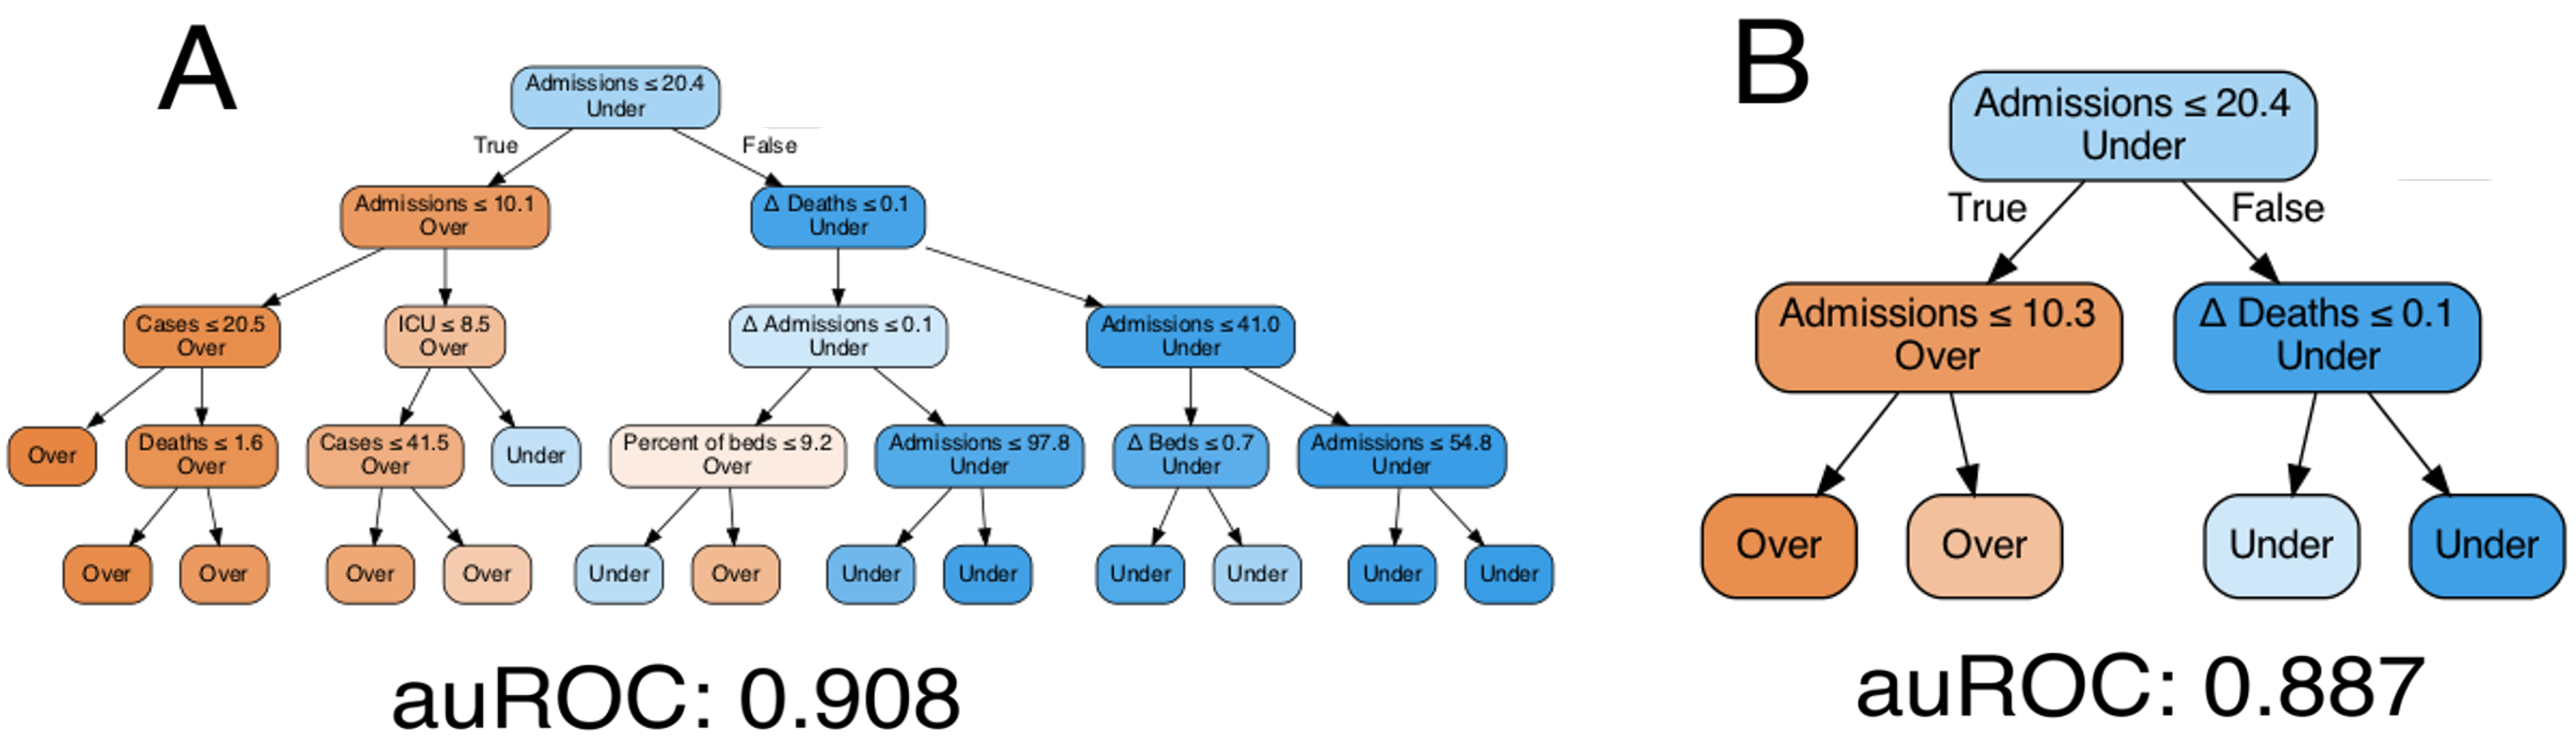 A
Admissions ≤ 20.4
Under
True
False
Admissions ≤ 10.1
Over
Δ Deaths ≤ 0.1
Under
Cases ≤ 20.5
Over
ICU ≤ 8.5
Over
Δ Admissions ≤ 0.1
Under
Admissions ≤ 41.0
Under
Over
Deaths ≤ 1.6
Over
Cases ≤ 41.5
Over
Under
Percent of beds ≤ 9.2
Over
Admissions ≤ 97.8
Under
Δ Beds ≤ 0.7
Under
Admissions ≤ 54.8
Under
Over
Over
Over
Over
Under
Over
Under
Under
Under
Under
Under
Under
auROC: 0.908
B
Admissions ≤ 20.4
Under
True
False
Admissions ≤ 10.3
Over
Δ Deaths ≤ 0.1
Under
Over
Over
Under
Under
auROC: 0.887